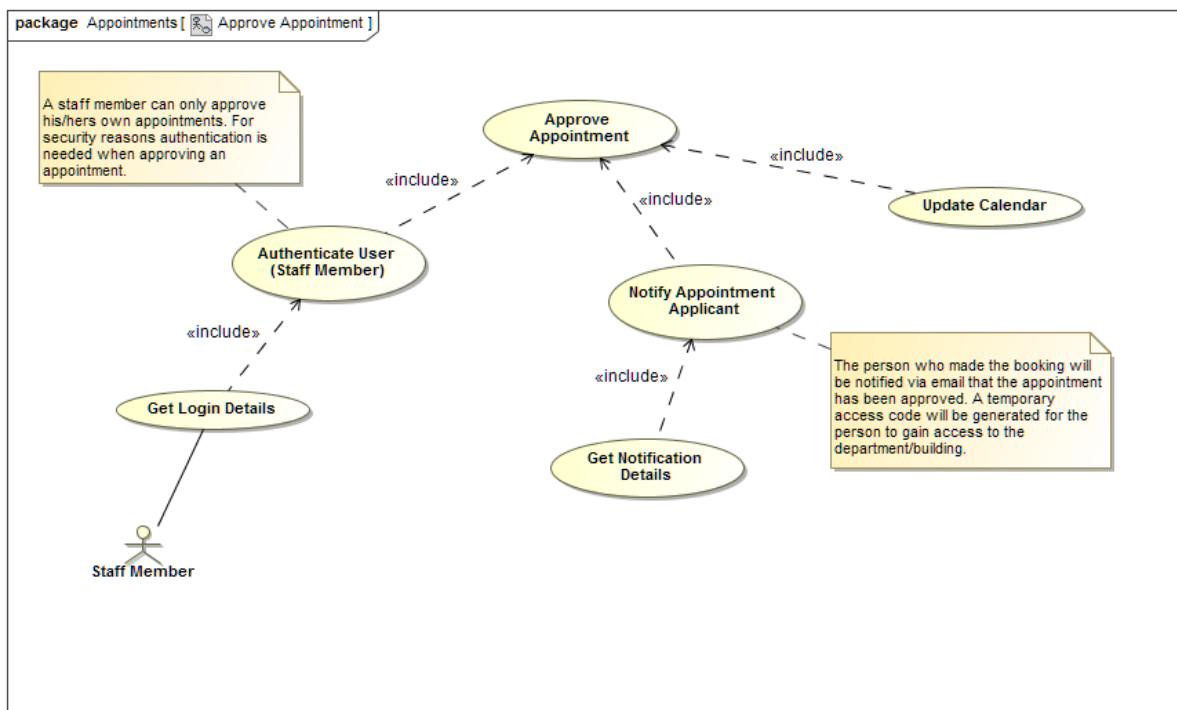 package Appointments [ Approve Appointment ]
A staff member can only approve
his/hers own appointments. For
security reasons authentication is
needed when approving an
appointment.
Approve
Appointment
«include»
«include»
«include»
Update Calendar
Authenticate User
(Staff Member)
Notify Appointment
Applicant
«include»
The person who made the booking will
be notified via email that the appointment
has been approved. A temporary
access code will be generated for the
person to gain access to the
department/building.
«include»
Get Login Details
Get Notification
Details
Staff Member